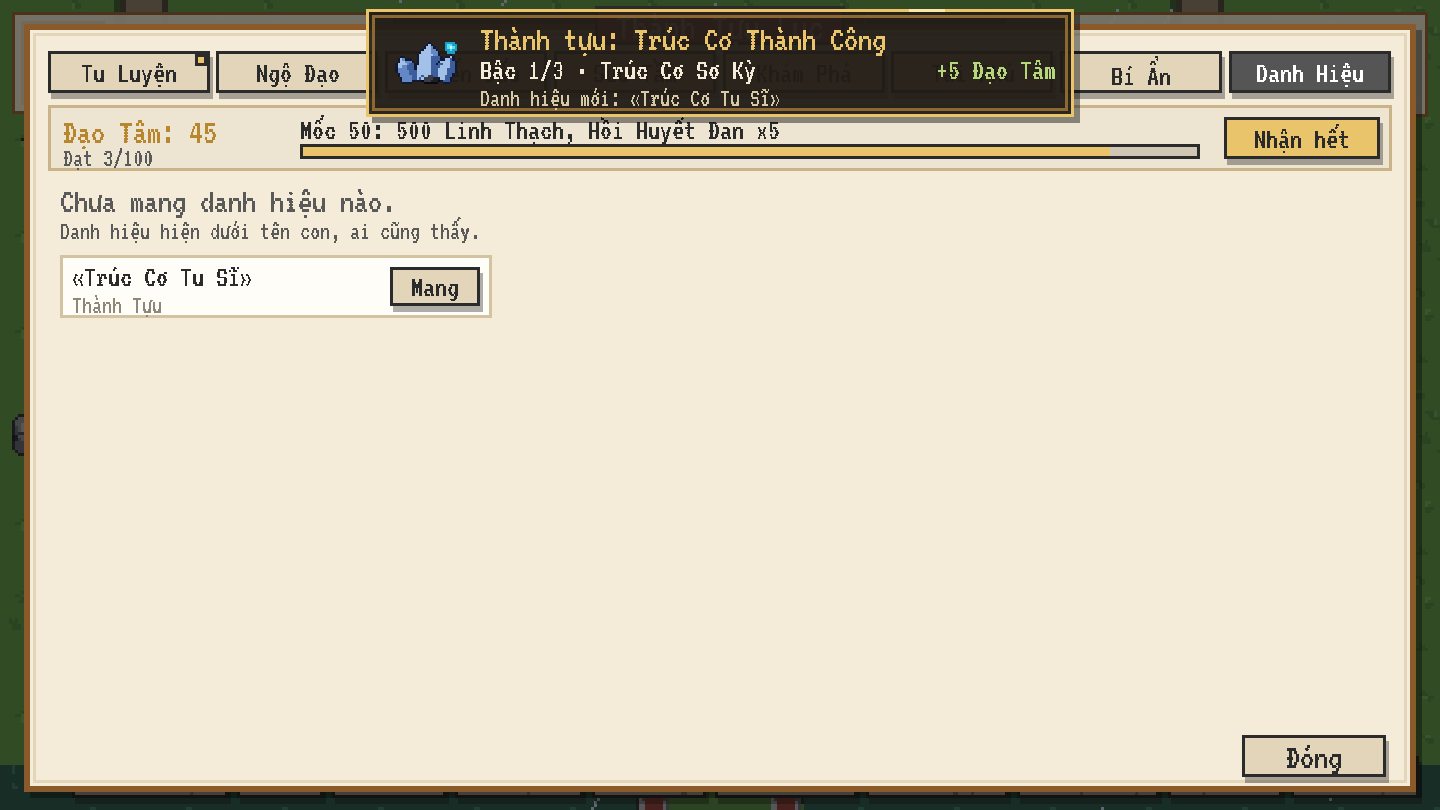 Thành tựu: Trúc Cơ Thành Công
Bậc 1/3 · Trúc Cơ Sơ Kỳ
+5 Đạo Tâm
Danh hiệu mới: «Trúc Cơ Tu Sĩ»
Tu Luyện
Ngộ Đạo
Khám Phá
Bí Ẩn
Danh Hiệu
Đạo Tâm: 45
Đạt 3/100
Mốc 50: 500 Linh Thạch, Hồi Huyết Đan x5
Nhận hết
Chưa mang danh hiệu nào.
Danh hiệu hiện dưới tên con, ai cũng thấy.
«Trúc Cơ Tu Sĩ»
Thành Tựu
Mang
Đóng